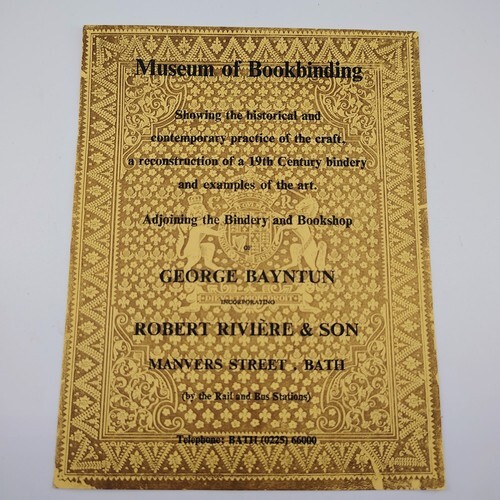 Museum of Bookbinding
Showing the historical and
contemporary practice of the craft,
a reconstruction of a 19th Century bindery
and examples of the art.
Adjoining the Bindery and Bookshop
OF
GEORGE BAYNTUN
INCORPORATING
ROBERT RIVIÈRE & SON
MANVERS STREET , BATH
(by the Rail and Bus Stations)
Telephone: BATH (0225) 66000